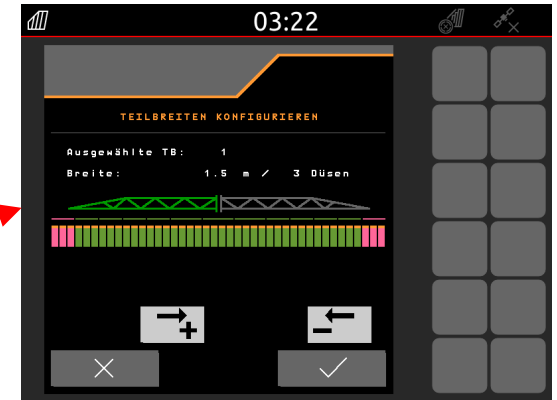 03:22
TEILBREITEN KONFIGURIEREN
Ausgewählte TB: 1
Breite: 1.5 m / 3 Düsen